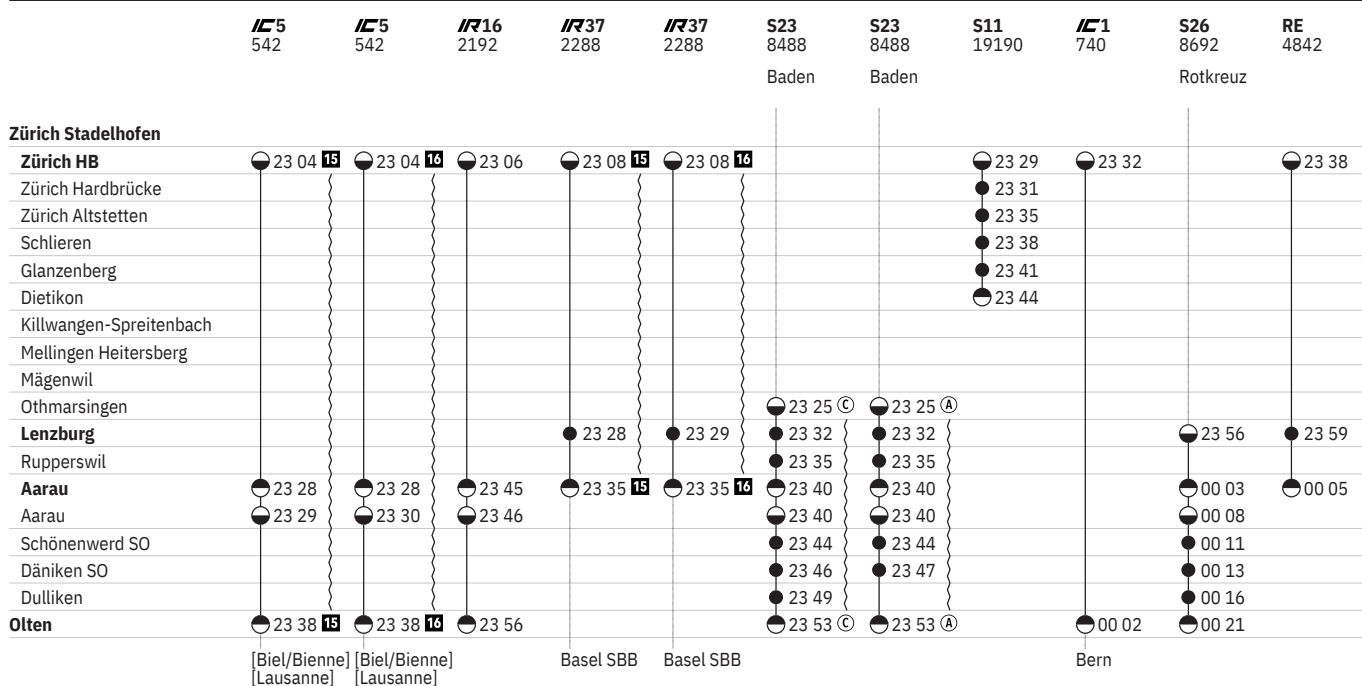 IC5 IC5 IR16 IR37 IR37 S23 S23 S11 IC1 S26 RE
542 542 2192 2288 2288 8488 8488 19190 740 8692 4842
Baden Baden Rotkreuz
Zürich Stadelhofen
Zürich HB 23 04 15 23 04 16 23 06 23 08 15 23 08 16 23 29 23 32 23 38
Zürich Hardbrücke 23 31
Zürich Altstetten 23 35
Schlieren 23 38
Glanzenberg 23 41
Dietikon 23 44
Killwangen-Spreitenbach
Mellingen Heitersberg
Mägenwil
Othmarsingen 23 25 C 23 25 A
Lenzburg 23 28 23 29 23 32 23 32 23 56 23 59
Rupperswil 23 35 23 35
Aarau 23 28 23 28 23 45 23 35 15 23 35 16 23 40 23 40 00 03 00 05
Aarau 23 29 23 30 23 46 23 40 23 40 00 08
Schönenwerd SO 23 44 23 44 00 11
Däniken SO 23 46 23 47 00 13
Dulliken 23 49 00 16
Olten 23 38 15 23 38 16 23 56 23 53 C 23 53 A 00 02 00 21
[Biel/Bienne] [Biel/Bienne] Basel SBB Basel SBB Bern
[Lausanne] [Lausanne]